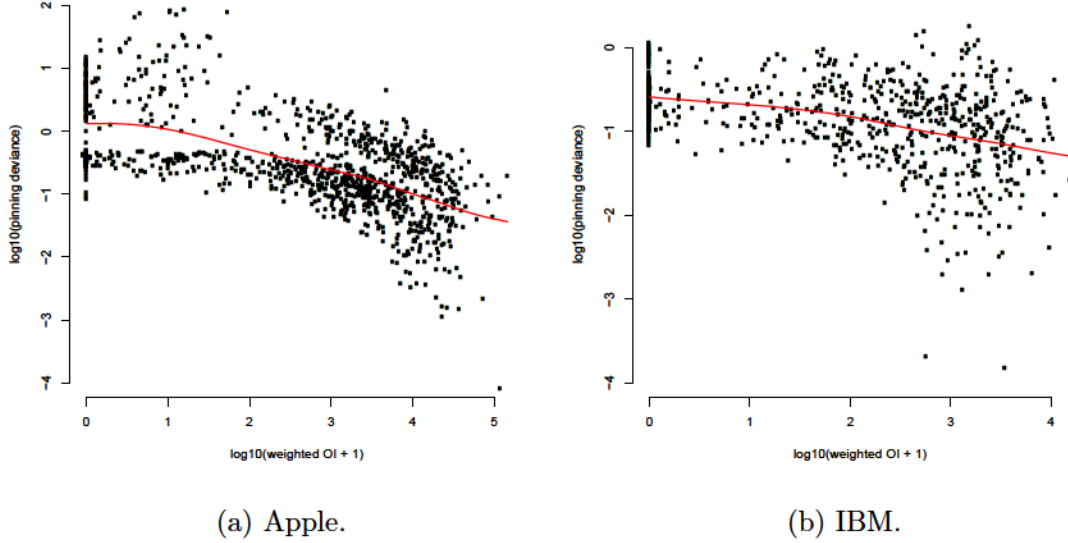 2
1
0
−1
−2
−3
−4
log10(pinning deviance)
0 1 2 3 4 5
log10(weighted OI + 1)
(a) Apple.
0
−1
−2
−3
−4
log10(pinning deviance)
0 1 2 3 4
log10(weighted OI + 1)
(b) IBM.